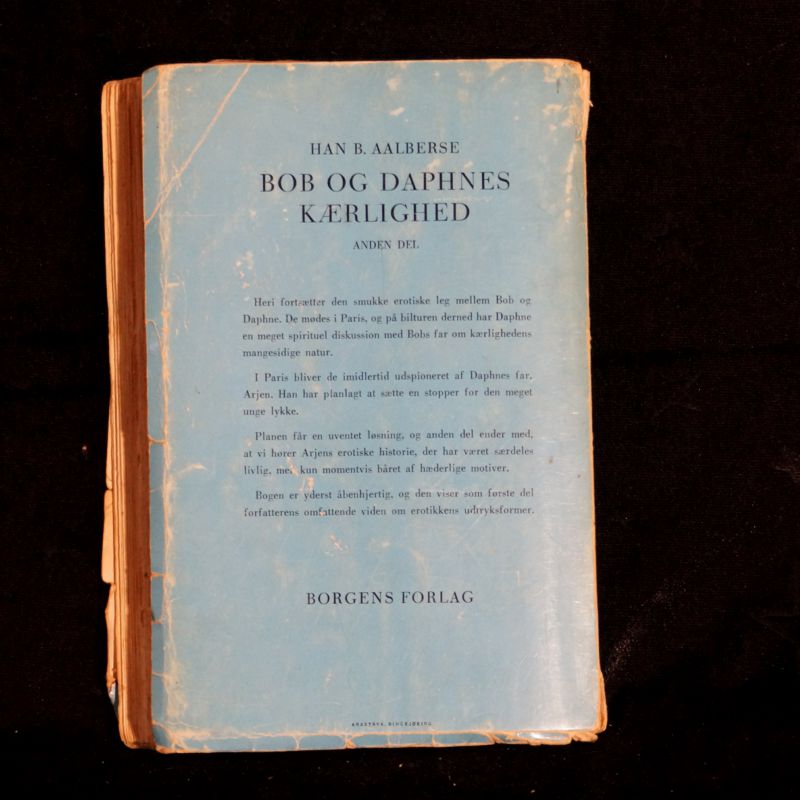 HAN B. AALBERSE
BOB OG DAPHNES
KÆRLIGHED
ANDEN DEL
Heri fortsætter den smukke erotiske leg mellem Bob og
Daphne. De mødes i Paris, og på bilturen derned har Daphne
en meget spirituel diskussion med Bobs far om kærlighedens
mangesidige natur.
I Paris bliver de imidlertid udspioneret af Daphnes far,
Arjen. Han har planlagt at sætte en stopper for den meget
unge lykke.
Planen får en uventet løsning, og anden del ender med,
at vi hører Arjens erotiske historie, der har været særdeles
livlig, men kun momentvis båret af hæderlige motiver.
Bogen er yderst åbenhjertig, og den viser som første del
forfatterens omfattende viden om erotikkens udtryksformer.
BORGENS FORLAG
RINGKJØBING